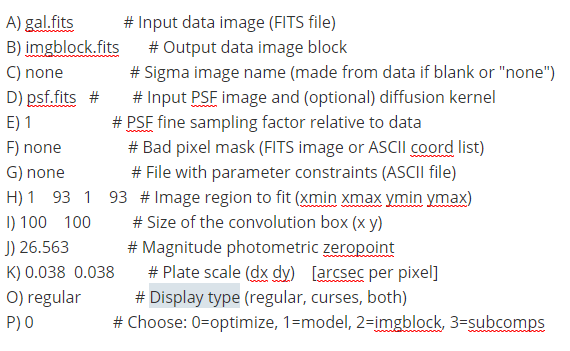 A) gal.fits # Input data image (FITS file)
B) imgblock.fits # Output data image block
C) none # Sigma image name (made from data if blank or "none")
D) psf.fits # # Input PSF image and (optional) diffusion kernel
E) 1 # PSF fine sampling factor relative to data
F) none # Bad pixel mask (FITS image or ASCII coord list)
G) none # File with parameter constraints (ASCII file)
H) 1 93 1 93 # Image region to fit (xmin xmax ymin ymax)
I) 100 100 # Size of the convolution box (x y)
J) 26.563 # Magnitude photometric zeropoint
K) 0.038 0.038 # Plate scale (dx dy) [arcsec per pixel]
O) regular # Display type (regular, curses, both)
P) 0 # Choose: 0=optimize, 1=model, 2=imgblock, 3=subcomps